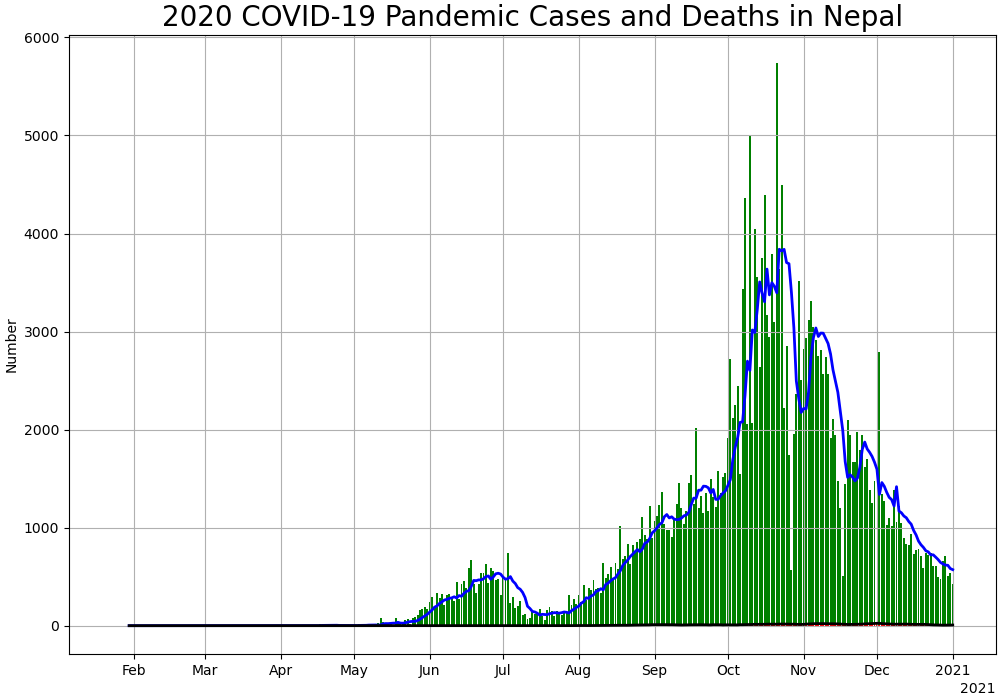 2020 COVID-19 Pandemic Cases and Deaths in Nepal
6000
5000
4000
3000
2000
1000
0
Number
Feb Mar Apr May Jun Jul Aug Sep Oct Nov Dec 2021
2021